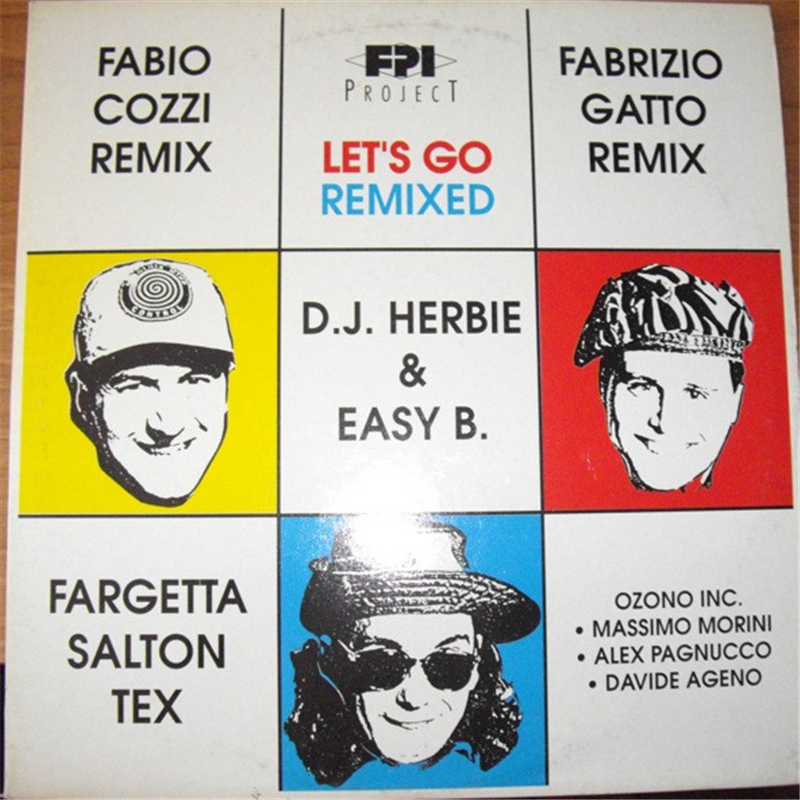 FABIO
COZZI
REMIX
FPI
PROJECT
LET'S GO
REMIXED
FABRIZIO
GATTO
REMIX
CONTROL
D.J. HERBIE
&
EASY B.
FARGETTA
SALTON
TEX
OZONO INC.
• MASSIMO MORINI
• ALEX PAGNUCCO
• DAVIDE AGENO